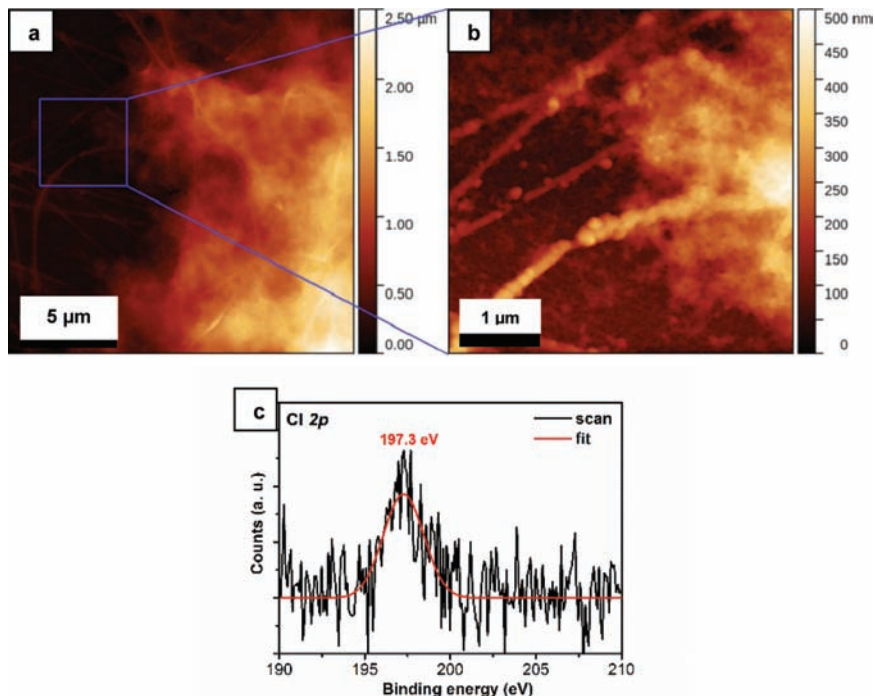 a
2.50 µm
2.00
1.50
1.00
0.50
0.00
5 µm
b
500 nm
450
400
350
300
250
200
150
100
50
0
1 µm
c
Cl 2p
197.3 eV
scan
fit
Counts (a. u.)
190
195
200
205
210
Binding energy (eV)